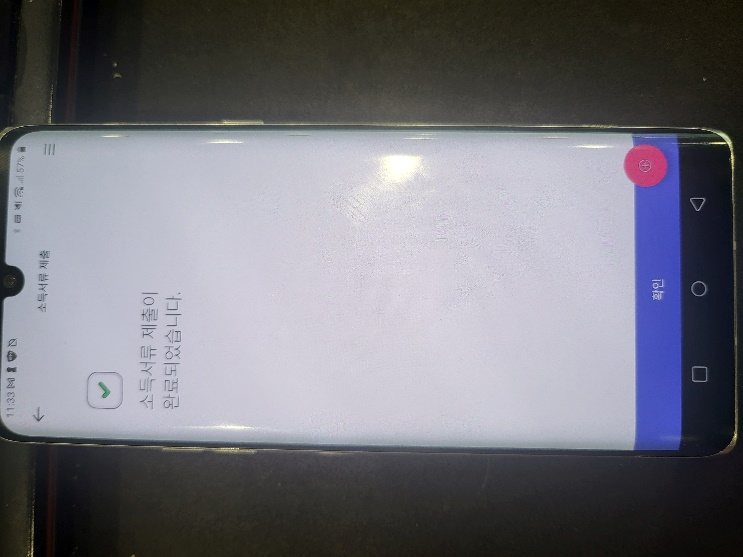 11:33
57%
소득서류 제출
소득서류 제출이
완료되었습니다.
확인